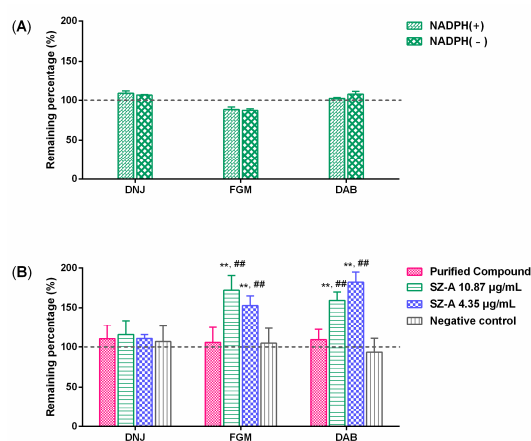 (A)
200
150
100
50
0
Remaining percentage (%)
NADPH(+)
NADPH(-)
DNJ
FGM
DAB
(B)
200
150
100
50
0
Remaining percentage (%)
**, ##
**, ##
**, ##
**, ##
Purified Compound
SZ-A 10.87 µg/mL
SZ-A 4.35 µg/mL
Negative control
DNJ
FGM
DAB